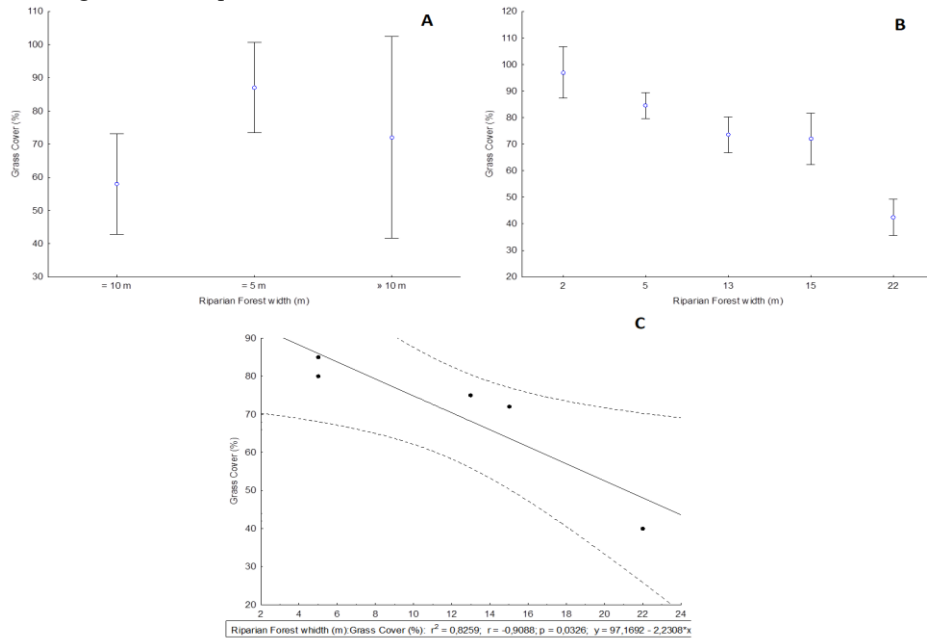 A
110
100
90
80
70
60
50
40
30
Grass Cover (%)
= 10 m
= 5 m
» 10 m
Riparian Forest width (m)
B
120
110
100
90
80
70
60
50
40
30
20
Grass Cover (%)
2
5
13
15
22
Riparian Forest width (m)
C
90
80
70
60
50
40
30
20
Grass Cover (%)
2 4 6 8 10 12 14 16 18 20 22 24
Riparian Forest whidth (m):Grass Cover (%): r² = 0,8259; r = -0,9088; p = 0,0326; y = 97,1692 - 2,2308*x